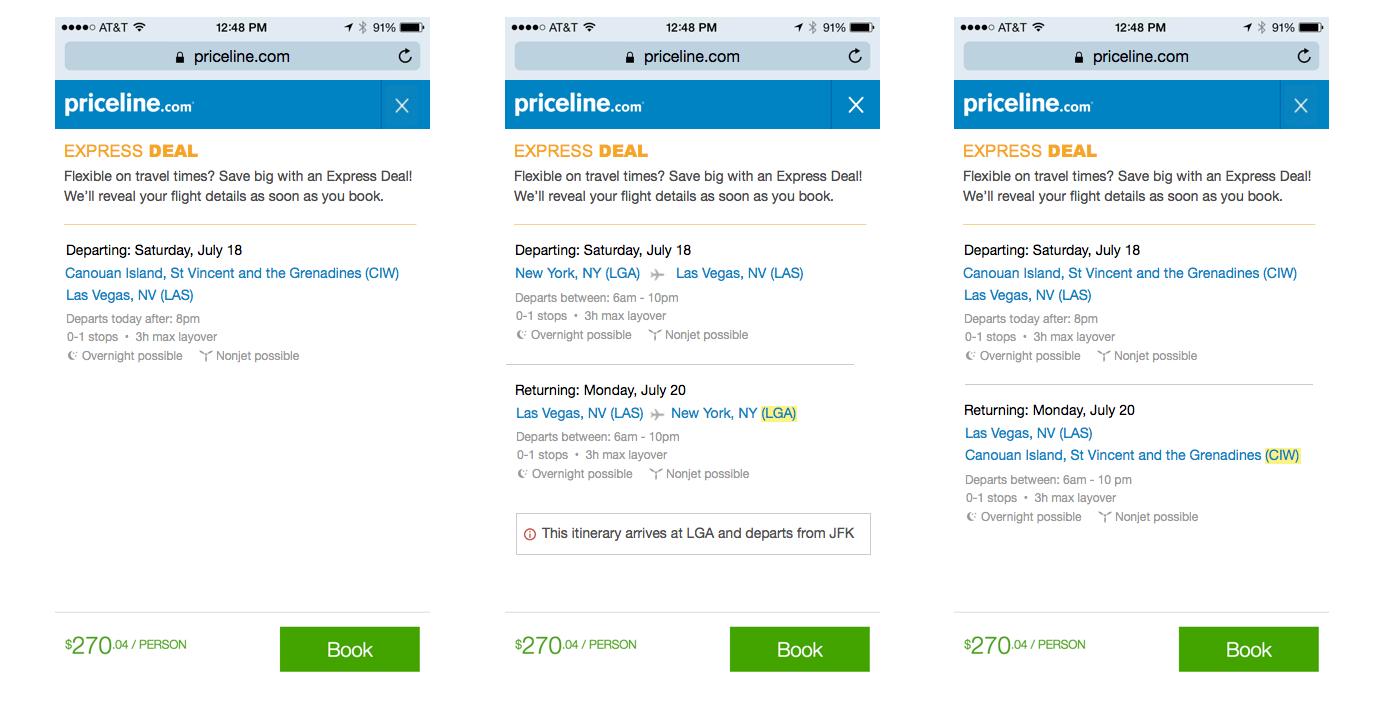 AT&T 12:48 PM 91%
priceline.com
priceline.com
EXPRESS DEAL
Flexible on travel times? Save big with an Express Deal!
We'll reveal your flight details as soon as you book.
Departing: Saturday, July 18
Canouan Island, St Vincent and the Grenadines (CIW)
Las Vegas, NV (LAS)
Departs today after: 8pm
0-1 stops • 3h max layover
Overnight possible Nonjet possible
$270.04 / PERSON
Book
AT&T 12:48 PM 91%
priceline.com
priceline.com
EXPRESS DEAL
Flexible on travel times? Save big with an Express Deal!
We'll reveal your flight details as soon as you book.
Departing: Saturday, July 18
New York, NY (LGA) Las Vegas, NV (LAS)
Departs between: 6am - 10pm
0-1 stops • 3h max layover
Overnight possible Nonjet possible
Returning: Monday, July 20
Las Vegas, NV (LAS) New York, NY (LGA)
Departs between: 6am - 10pm
0-1 stops • 3h max layover
Overnight possible Nonjet possible
This itinerary arrives at LGA and departs from JFK
$270.04 / PERSON
Book
AT&T 12:48 PM 91%
priceline.com
priceline.com
EXPRESS DEAL
Flexible on travel times? Save big with an Express Deal!
We'll reveal your flight details as soon as you book.
Departing: Saturday, July 18
Canouan Island, St Vincent and the Grenadines (CIW)
Las Vegas, NV (LAS)
Departs today after: 8pm
0-1 stops • 3h max layover
Overnight possible Nonjet possible
Returning: Monday, July 20
Las Vegas, NV (LAS)
Canouan Island, St Vincent and the Grenadines (CIW)
Departs between: 6am - 10 pm
0-1 stops • 3h max layover
Overnight possible Nonjet possible
$270.04 / PERSON
Book